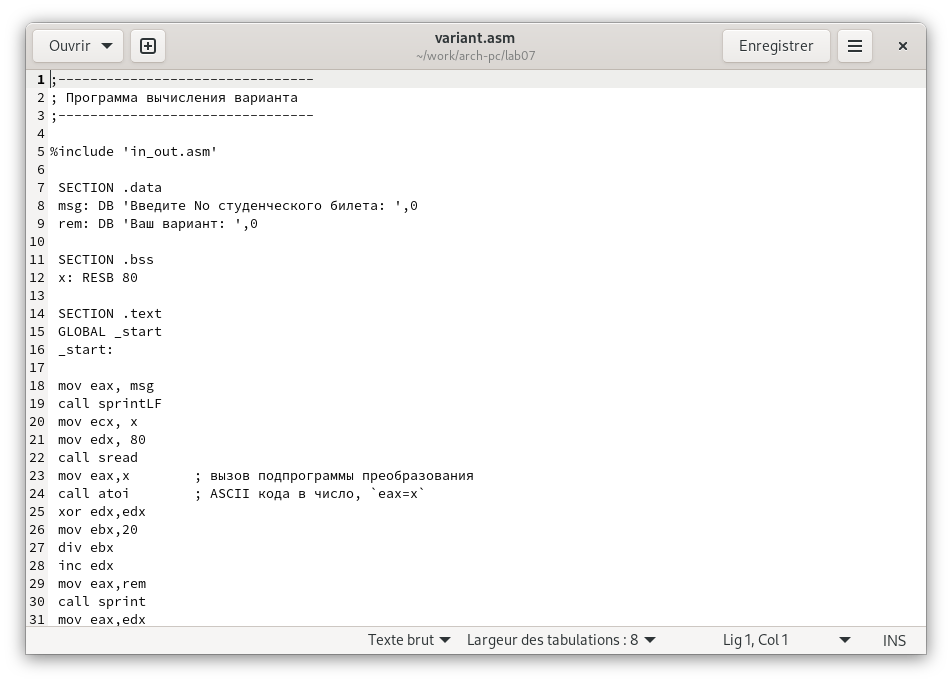 Ouvrir
variant.asm
~/work/arch-pc/lab07
Enregistrer
1 ;--------------------------------
2 ; Программа вычисления варианта
3 ;--------------------------------
4
5 %include 'in_out.asm'
6
7 SECTION .data
8 msg: DB 'Введите No студенческого билета: ',0
9 rem: DB 'Ваш вариант: ',0
10
11 SECTION .bss
12 x: RESB 80
13
14 SECTION .text
15 GLOBAL _start
16 _start:
17
18 mov eax, msg
19 call sprintLF
20 mov ecx, x
21 mov edx, 80
22 call sread
23 mov eax,x        ; вызов подпрограммы преобразования
24 call atoi        ; ASCII кода в число, `eax=x`
25 xor edx,edx
26 mov ebx,20
27 div ebx
28 inc edx
29 mov eax,rem
30 call sprint
31 mov eax,edx
Texte brut Largeur des tabulations : 8 Lig 1, Col 1 INS